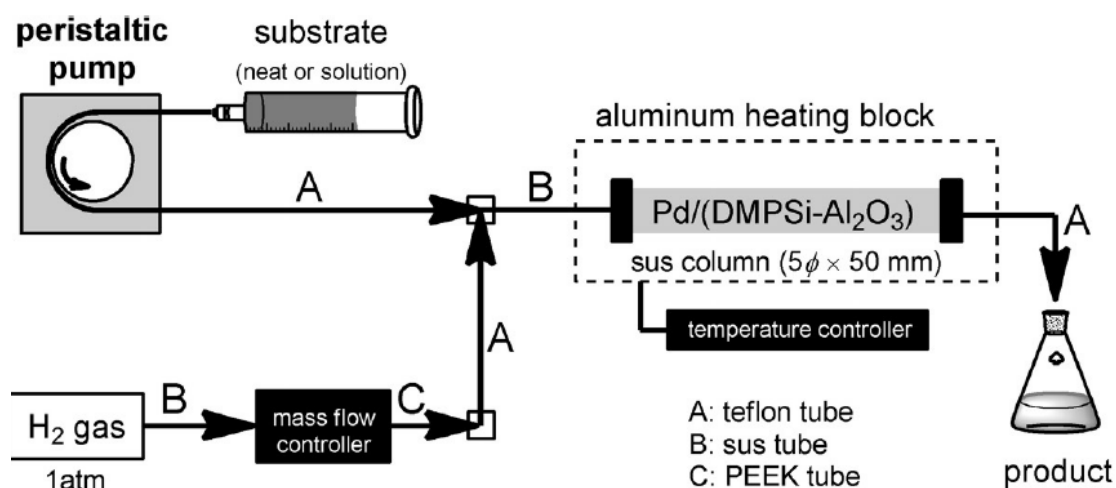 peristaltic
pump
substrate
(neat or solution)
aluminum heating block
A
B
Pd/(DMPSi-Al₂O₃)
A
sus column (5ϕ × 50 mm)
temperature controller
A
H₂ gas
B
mass flow
controller
C
1atm
A: teflon tube
B: sus tube
C: PEEK tube
product